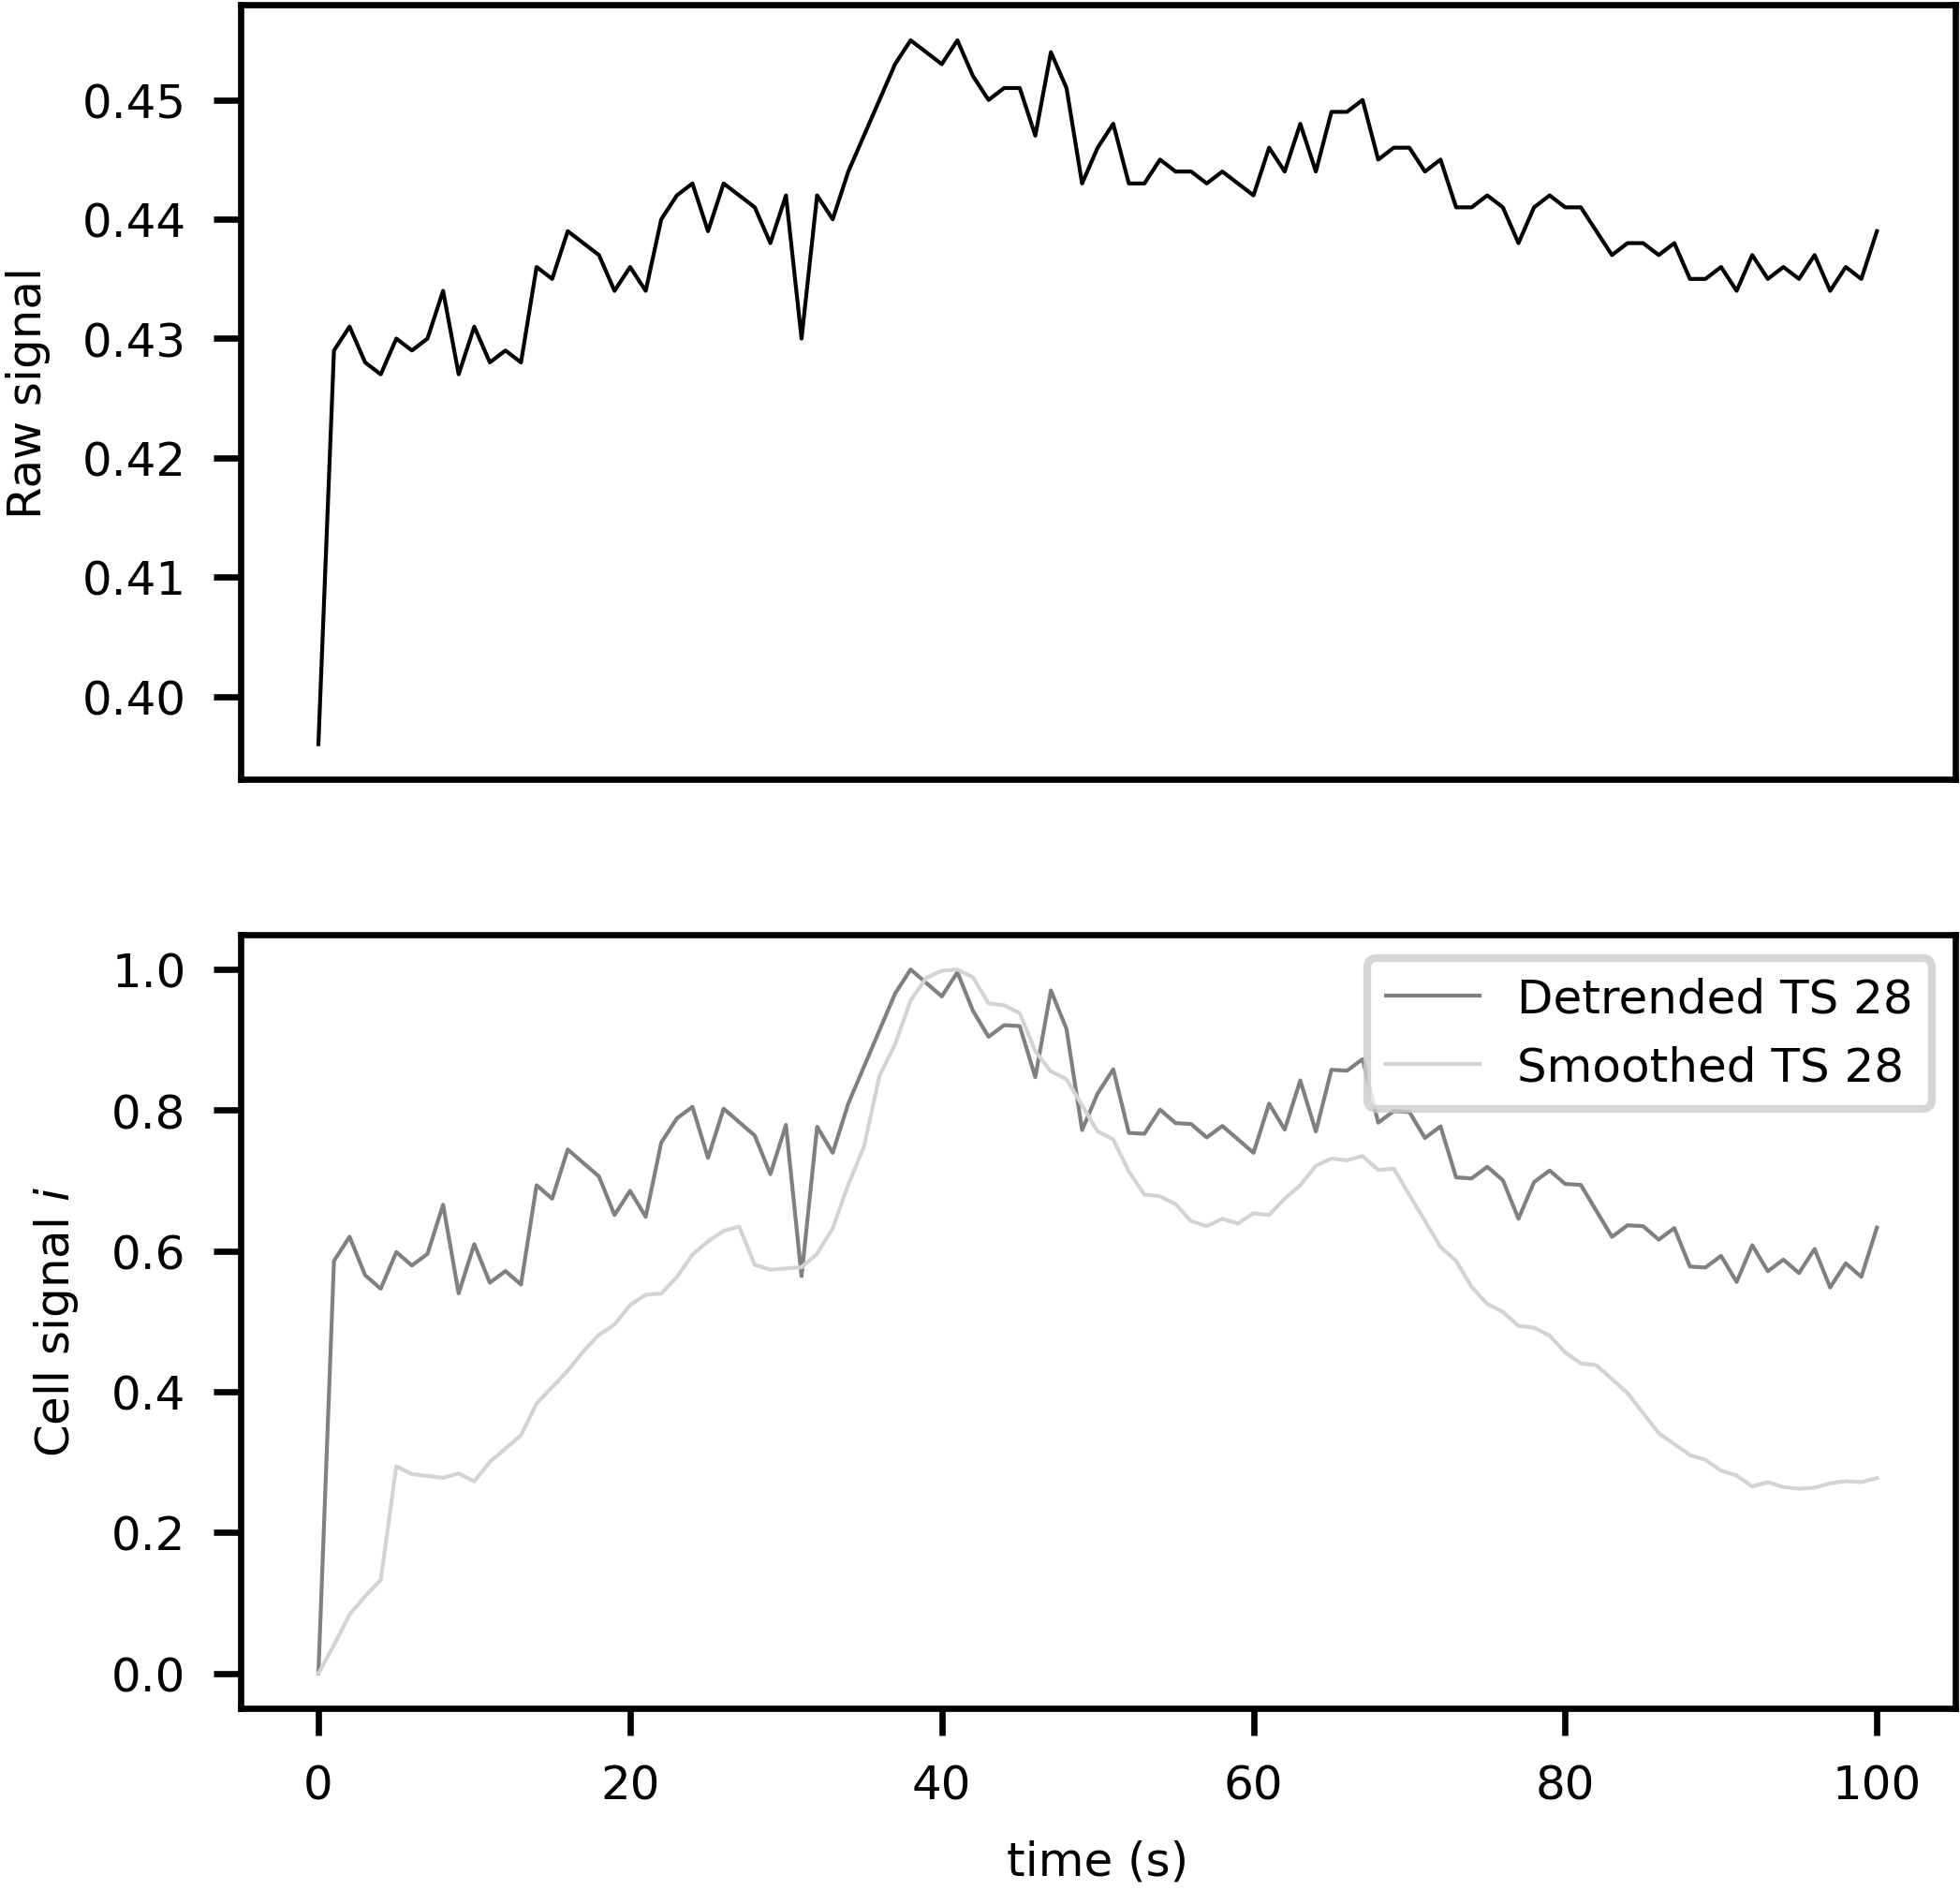 Raw signal
0.45
0.44
0.43
0.42
0.41
0.40
Cell signal i
1.0
0.8
0.6
0.4
0.2
0.0
Detrended TS 28
Smoothed TS 28
0 20 40 60 80 100
time (s)